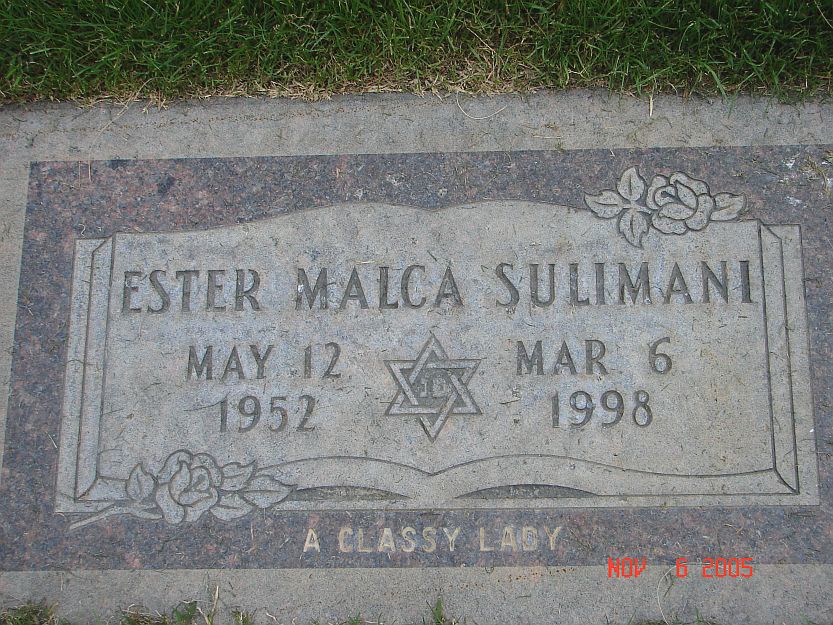 ESTER MALCA SULIMANI
MAY 12 MAR 6
1952 1998
A CLASSY LADY
NOV 6 2005